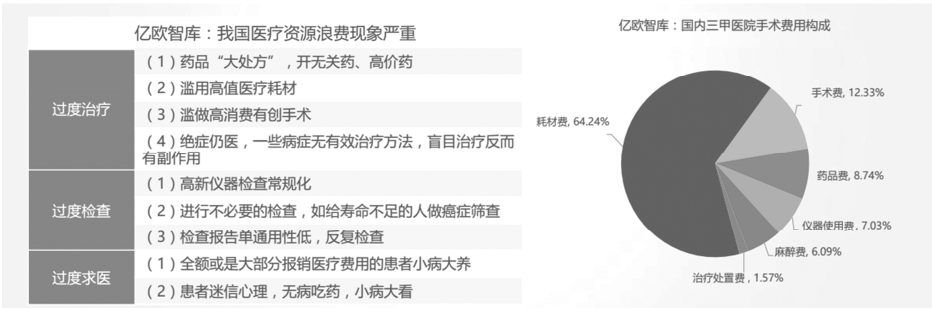 亿欧智库：我国医疗资源浪费现象严重
过度治疗
（1）药品“大处方”，开无关药、高价药
（2）滥用高值医疗耗材
（3）滥做高消费有创手术
（4）绝症仍医，一些病症无有效治疗方法，盲目治疗反而
有副作用
过度检查
（1）高新仪器检查常规化
（2）进行不必要的检查，如给寿命不足的人做癌症筛查
（3）检查报告单通用性低，反复检查
过度求医
（1）全额或是大部分报销医疗费用的患者小病大养
（2）患者迷信心理，无病吃药，小病大看
亿欧智库：国内三甲医院手术费用构成
耗材费, 64.24%
手术费, 12.33%
药品费, 8.74%
仪器使用费, 7.03%
麻醉费, 6.09%
治疗处置费, 1.57%